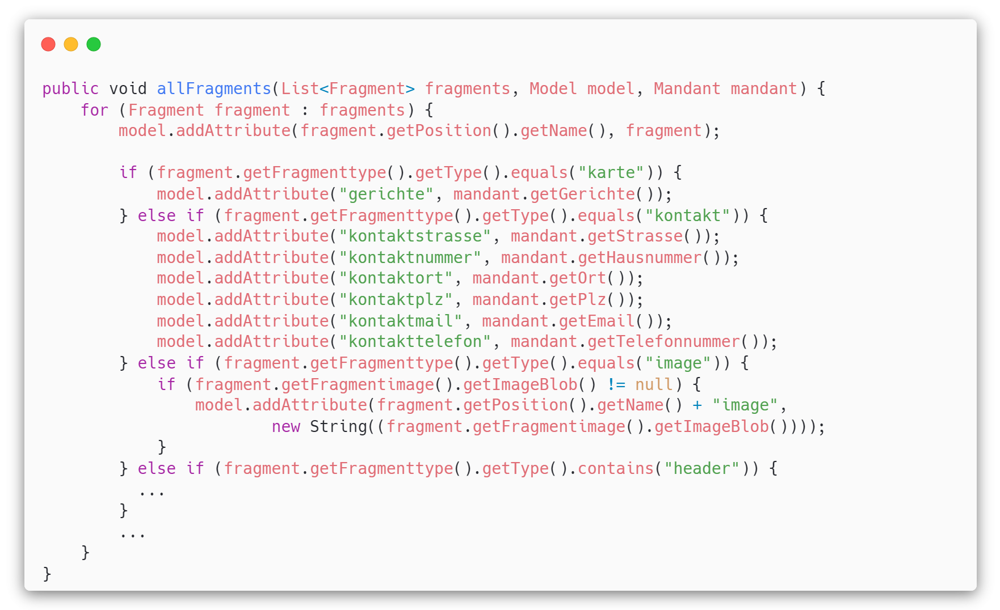 public void allFragments(List<Fragment> fragments, Model model, Mandant mandant) {
    for (Fragment fragment : fragments) {
        model.addAttribute(fragment.getPosition().getName(), fragment);

        if (fragment.getFragmenttype().getType().equals("karte")) {
            model.addAttribute("gerichte", mandant.getGerichte());
        } else if (fragment.getFragmenttype().getType().equals("kontakt")) {
            model.addAttribute("kontaktstrasse", mandant.getStrasse());
            model.addAttribute("kontaktnummer", mandant.getHausnummer());
            model.addAttribute("kontaktort", mandant.getOrt());
            model.addAttribute("kontaktplz", mandant.getPlz());
            model.addAttribute("kontaktmail", mandant.getEmail());
            model.addAttribute("kontakttelefon", mandant.getTelefonnummer());
        } else if (fragment.getFragmenttype().getType().equals("image")) {
            if (fragment.getFragmentimage().getImageBlob() != null) {
                model.addAttribute(fragment.getPosition().getName() + "image",
                        new String((fragment.getFragmentimage().getImageBlob())));
            }
        } else if (fragment.getFragmenttype().getType().contains("header")) {
          ...
        }
        ...
    }
}